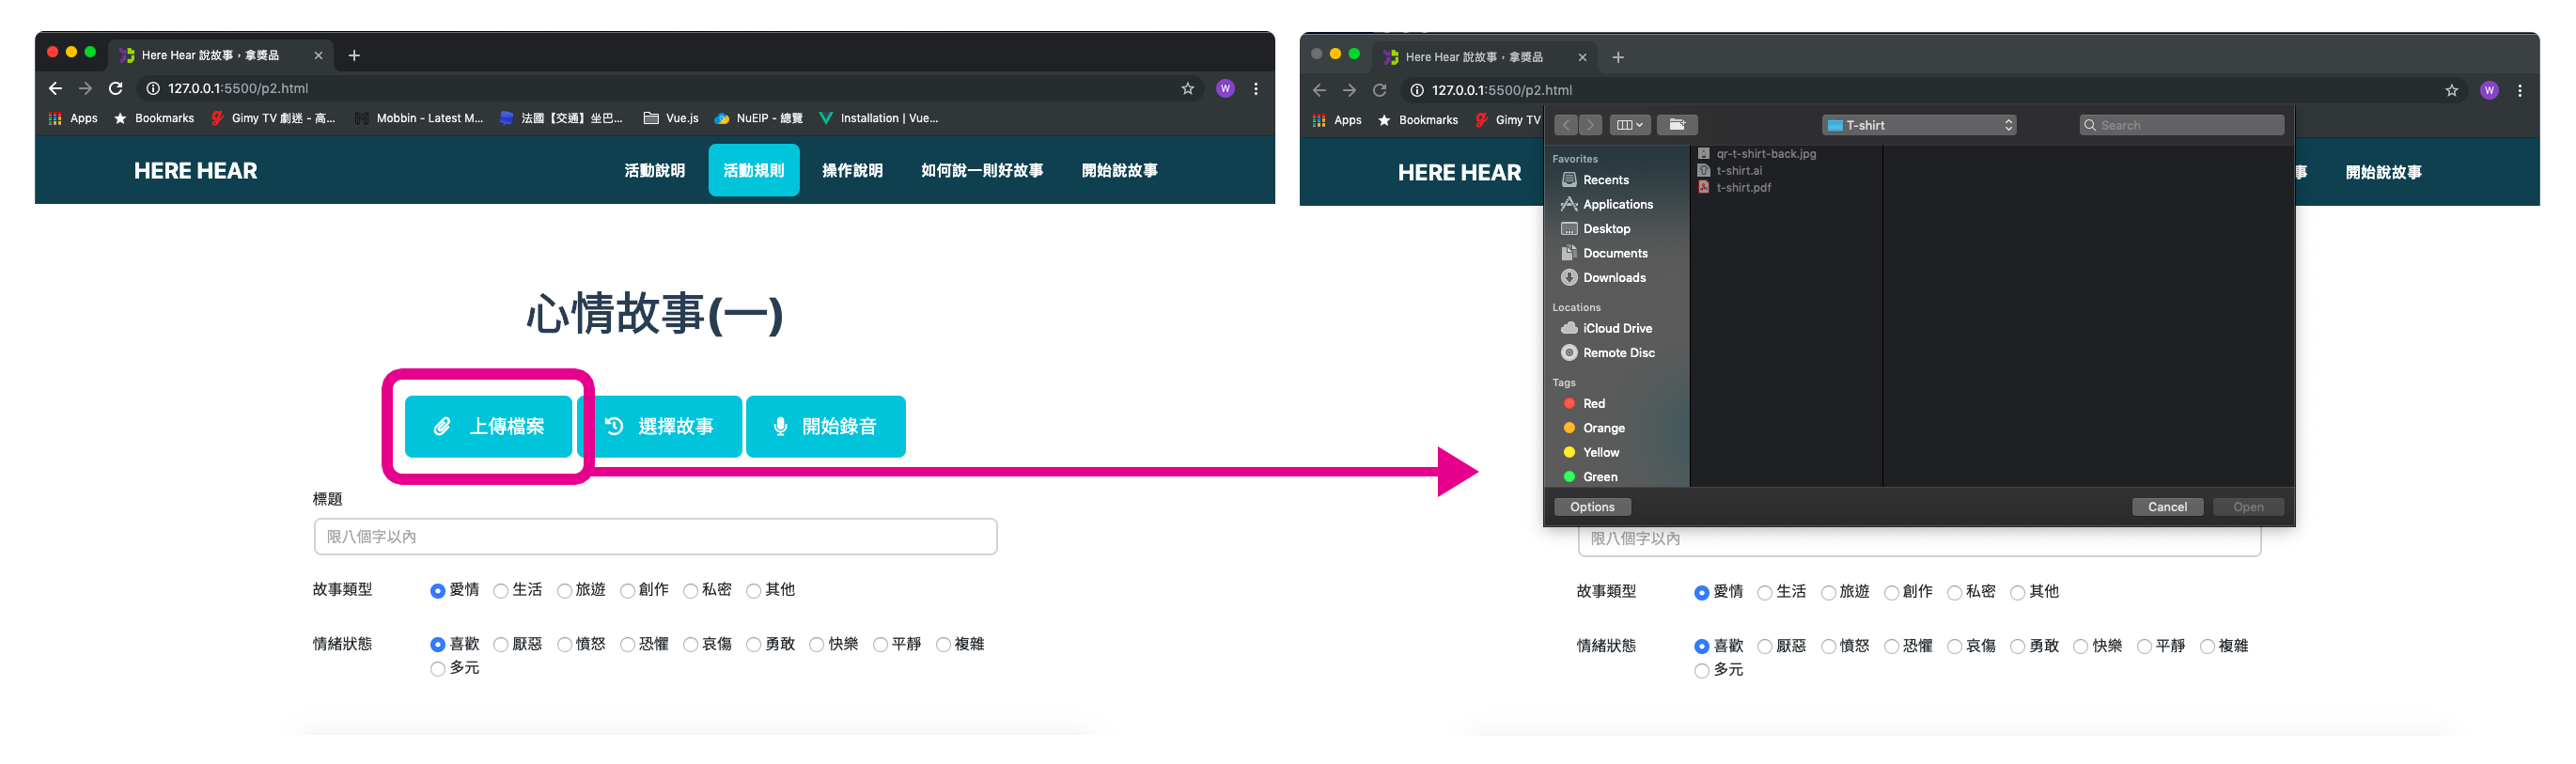 Here Hear 說故事，拿獎品
127.0.0.1:5500/p2.html
W
Apps Bookmarks Gimy TV 劇迷 - 高... Mobbin - Latest M... 法國【交通】坐巴... Vue.js NuEIP - 總覽 Installation | Vue...
HERE HEAR 活動說明 活動規則 操作說明 如何說一則好故事 開始說故事
心情故事(一)
上傳檔案 選擇故事 開始錄音
標題
限八個字以內
故事類型 愛情 生活 旅遊 創作 私密 其他
情緒狀態 喜歡 厭惡 憤怒 恐懼 哀傷 勇敢 快樂 平靜 複雜
多元
Here Hear 說故事，拿獎品
127.0.0.1:5500/p2.html
W
Apps Bookmarks Gimy TV
HERE HEAR 事 開始說故事
T-shirt
Search
Favorites
Recents
Applications
Desktop
Documents
Downloads
Locations
iCloud Drive
Remote Disc
Tags
Red
Orange
Yellow
Green
qr-t-shirt-back.jpg
t-shirt.ai
t-shirt.pdf
Options Cancel Open
限八個字以內
故事類型 愛情 生活 旅遊 創作 私密 其他
情緒狀態 喜歡 厭惡 憤怒 恐懼 哀傷 勇敢 快樂 平靜 複雜
多元